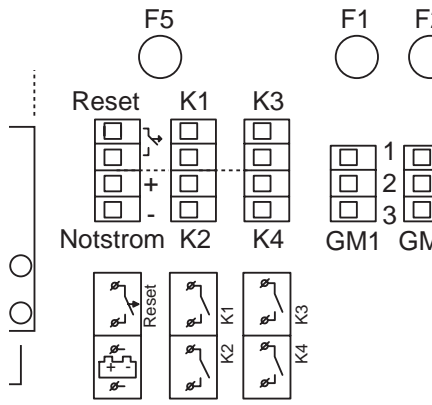 F5 F1
Reset K1 K3
1
+ 2
- 3
Notstrom K2 K4 GM1
Reset K1 K3
+ - K2 K4